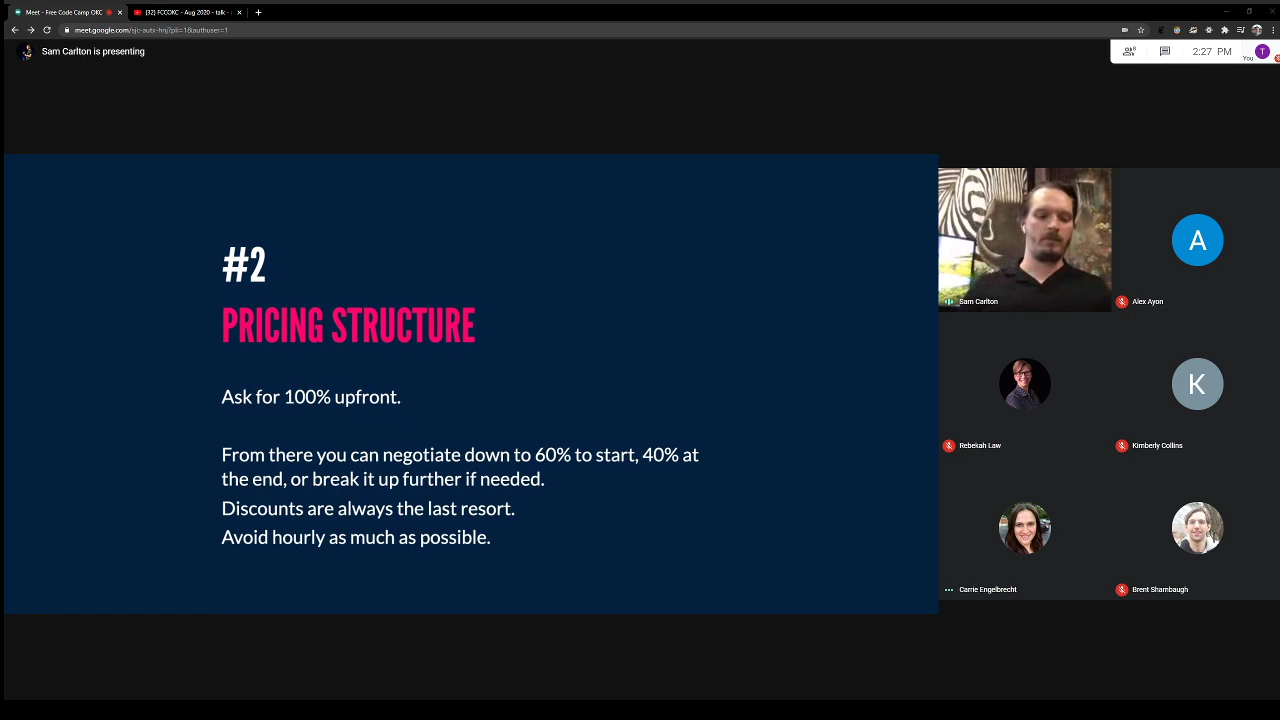 Meet - Free Code Camp OKC
(32) FCCOKC - Aug 2020 - talk -
meet.google.com/sjc-autx-hnj?pli=1&authuser=1
Sam Carlton is presenting
8
2:27 PM
You
T
#2
PRICING STRUCTURE
Ask for 100% upfront.
From there you can negotiate down to 60% to start, 40% at
the end, or break it up further if needed.
Discounts are always the last resort.
Avoid hourly as much as possible.
Sam Carlton
A
Alex Ayon
Rebekah Law
K
Kimberly Collins
Carrie Engelbrecht
Brent Shambaugh